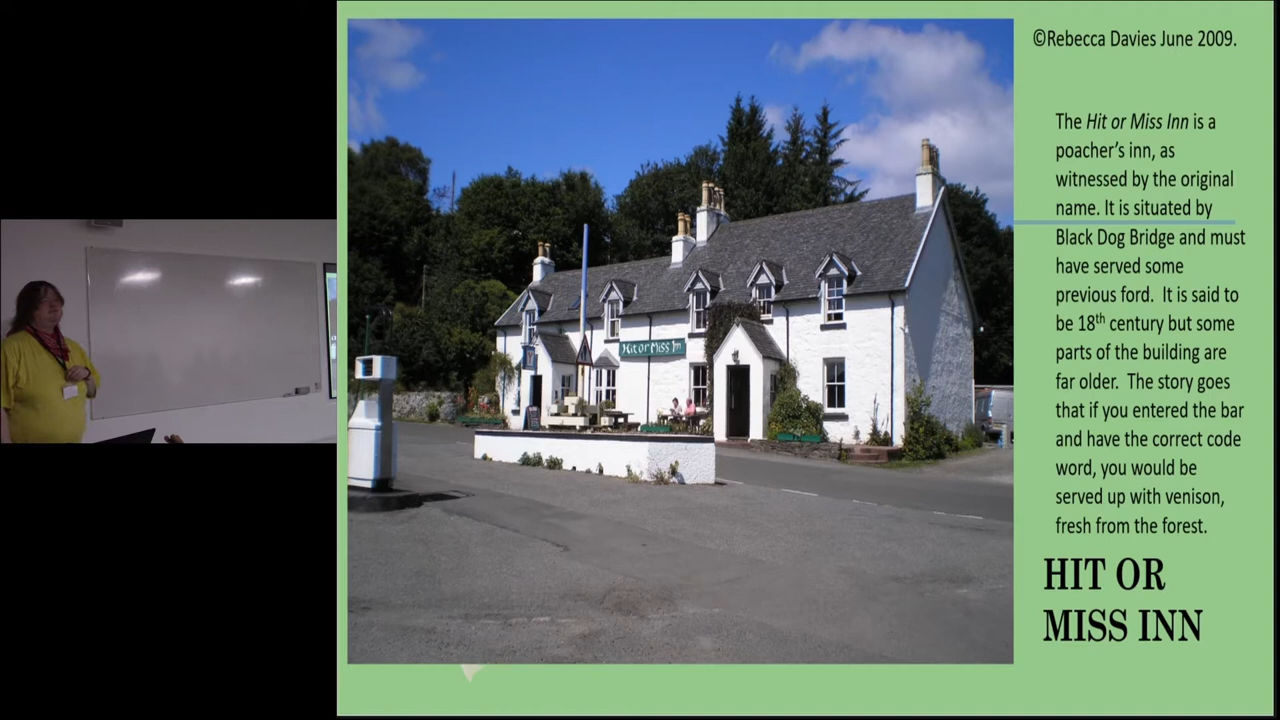 ©Rebecca Davies June 2009.
The Hit or Miss Inn is a
poacher’s inn, as
witnessed by the original
name. It is situated by
Black Dog Bridge and must
have served some
previous ford.  It is said to
be 18th century but some
parts of the building are
far older.  The story goes
that if you entered the bar
and have the correct code
word, you would be
served up with venison,
fresh from the forest.
Hit or Miss Inn
HIT OR
MISS INN